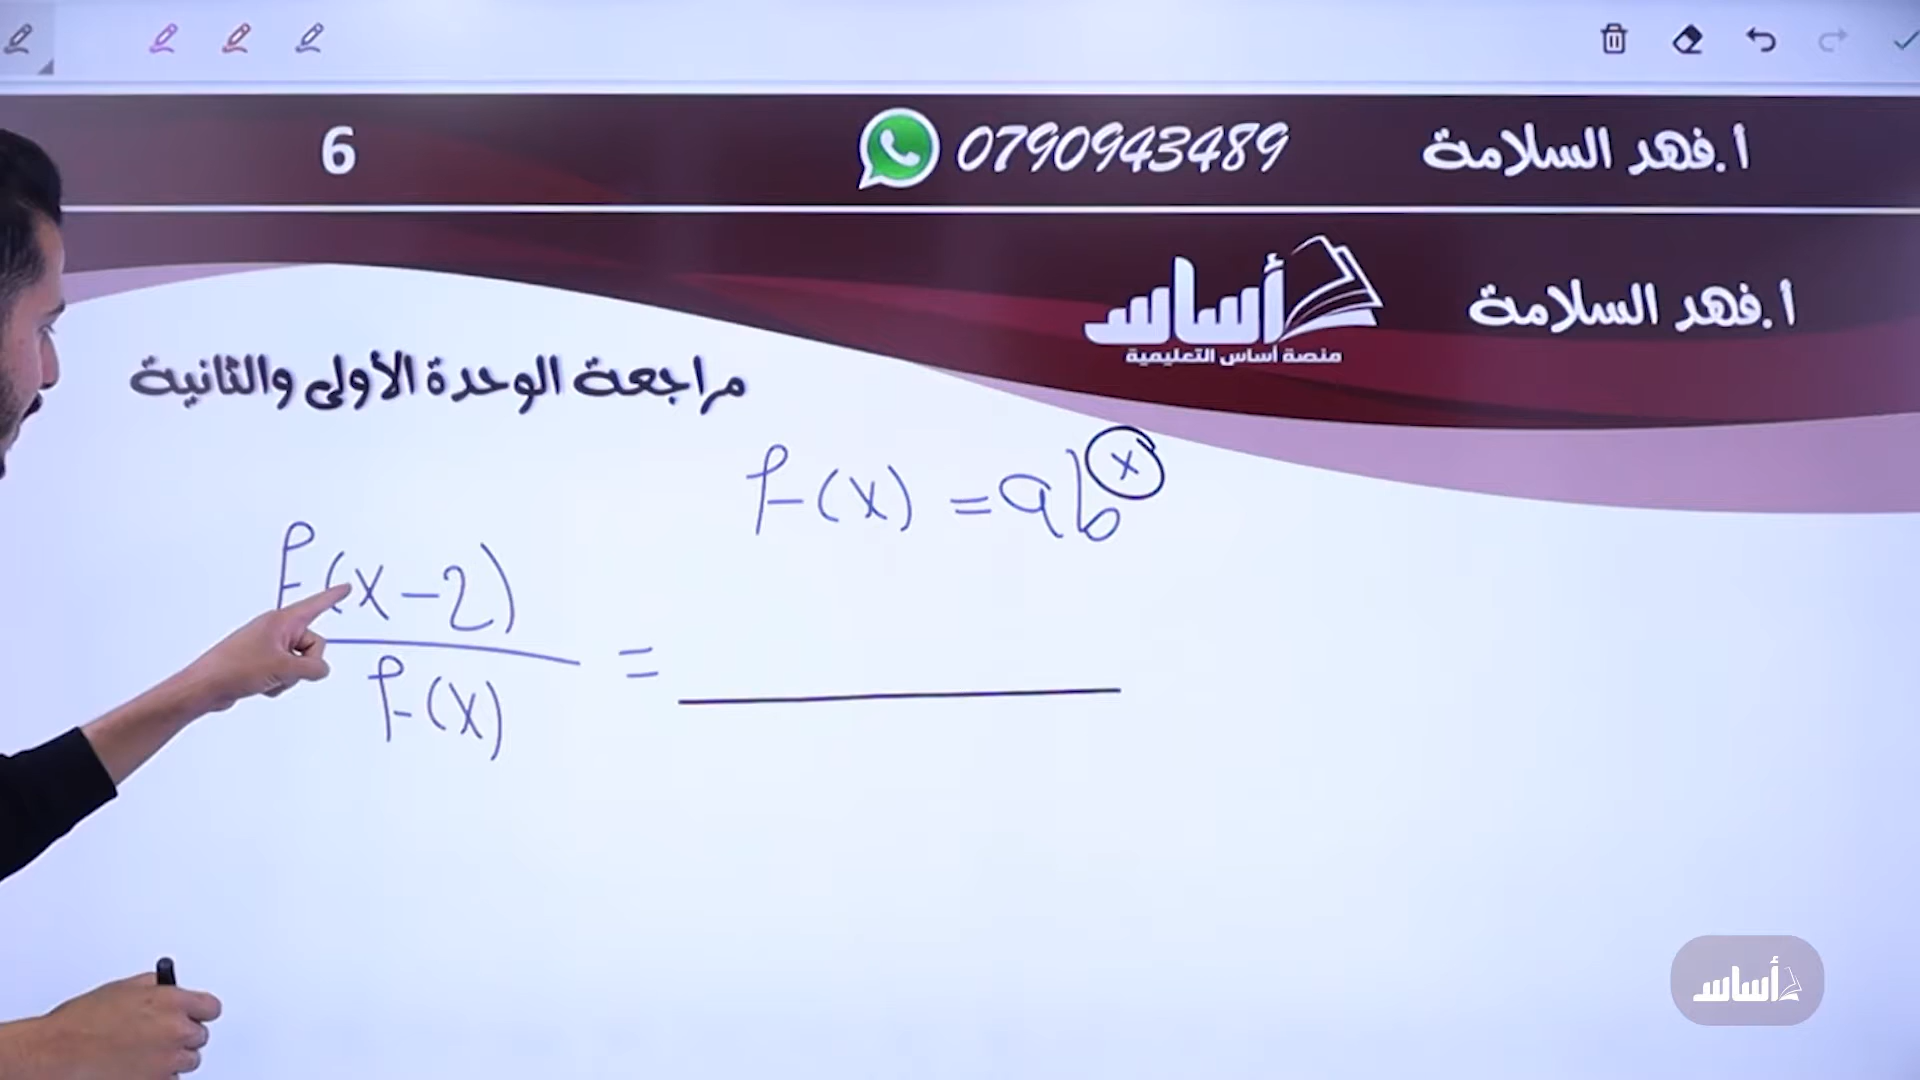 6
0790943489
أ.فهد السلامة
أساس
منصة أساس التعليمية
أ.فهد السلامة
مراجعة الوحدة الأولى والثانية
f(x) = ab^x
f(x-2)
f(x)
=
أساس